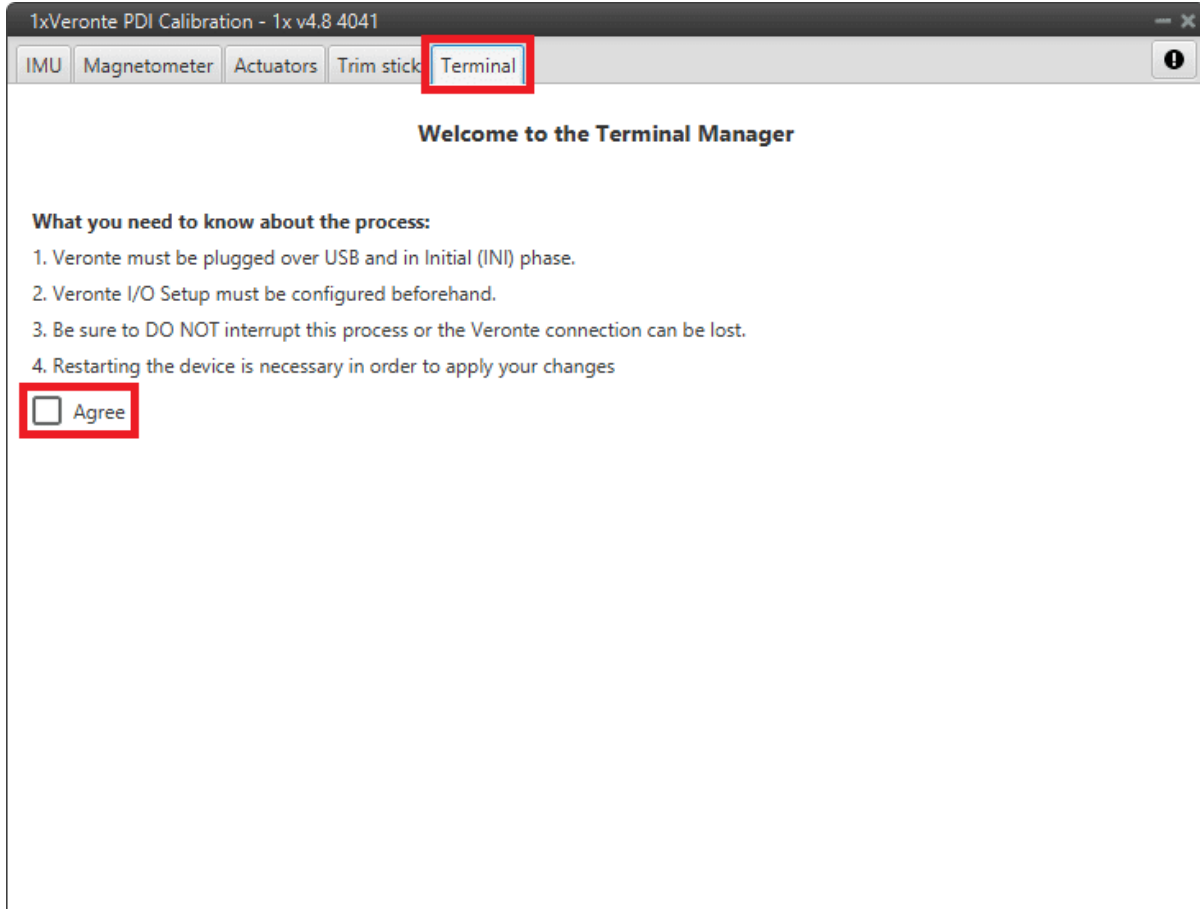 1xVeronte PDI Calibration - 1x v4.8 4041
IMU Magnetometer Actuators Trim stick Terminal
Welcome to the Terminal Manager
What you need to know about the process:
1. Veronte must be plugged over USB and in Initial (INI) phase.
2. Veronte I/O Setup must be configured beforehand.
3. Be sure to DO NOT interrupt this process or the Veronte connection can be lost.
4. Restarting the device is necessary in order to apply your changes
Agree